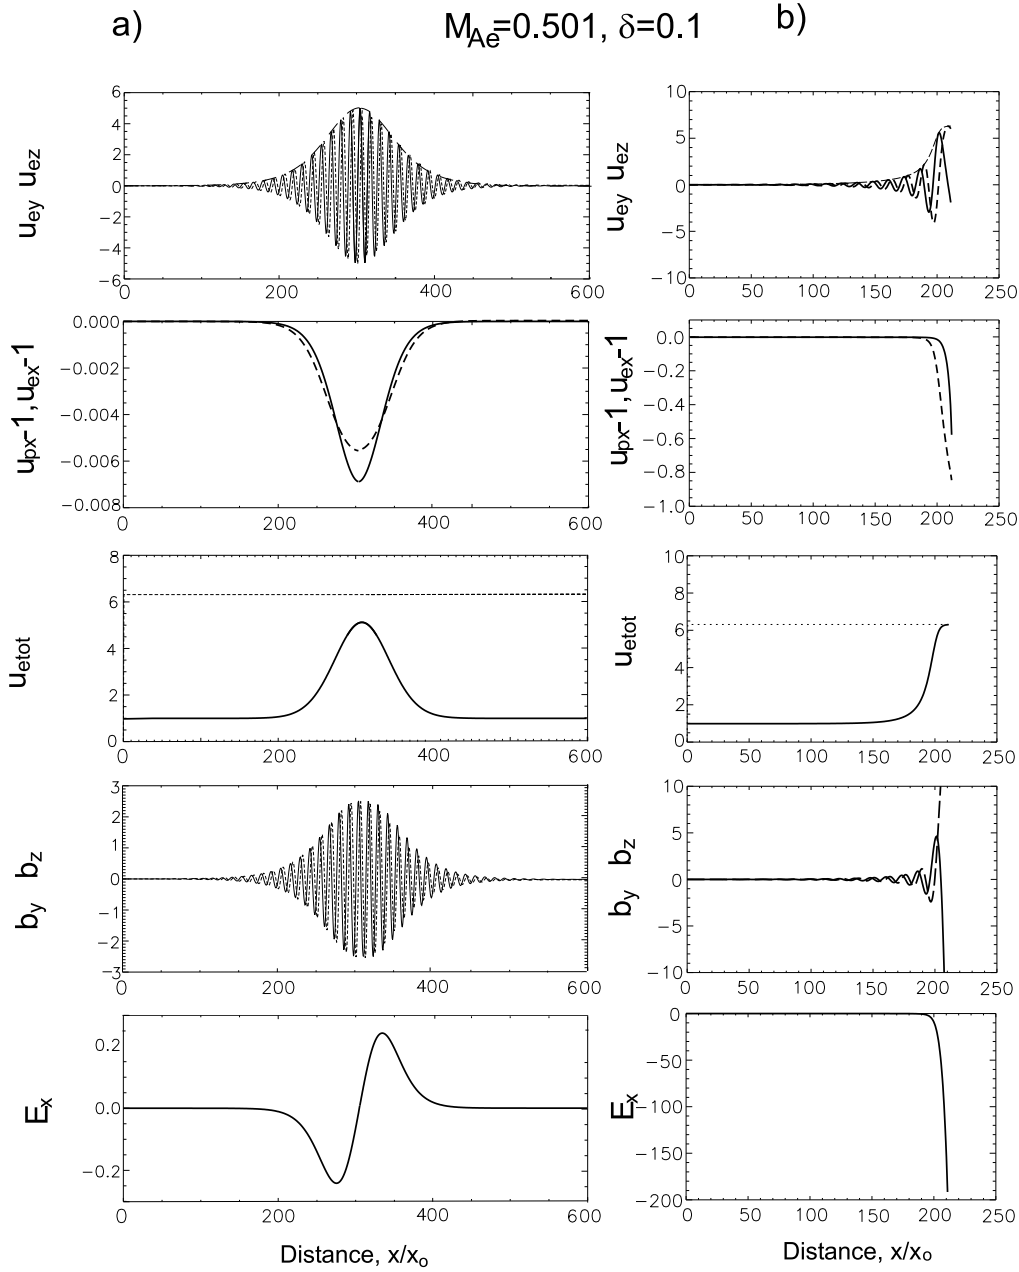 a) M_Ae=0.501, δ=0.1 b)
u_ey u_ez
6
4
2
0
−2
−4
−6
0 200 400 600
u_ey u_ez
10
5
0
−5
−10
0 50 100 150 200 250
u_px−1, u_ex−1
0.000
−0.002
−0.004
−0.006
−0.008
0 200 400 600
u_px−1, u_ex−1
0.0
−0.2
−0.4
−0.6
−0.8
−1.0
0 50 100 150 200 250
u_etot
8
6
4
2
0
0 200 400 600
u_etot
10
8
6
4
2
0
0 50 100 150 200 250
b_y b_z
3
2
1
0
−1
−2
−3
0 200 400 600
b_y b_z
10
5
0
−5
−10
0 50 100 150 200 250
E_x
0.2
0.0
−0.2
0 200 400 600
Distance, x/x_o
E_x
0
−50
−100
−150
−200
0 50 100 150 200 250
Distance, x/x_o